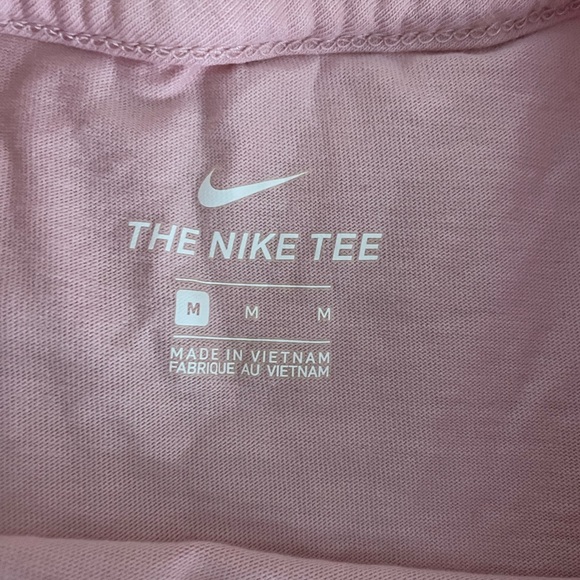 THE NIKE TEE
M M M
MADE IN VIETNAM
FABRIQUE AU VIETNAM